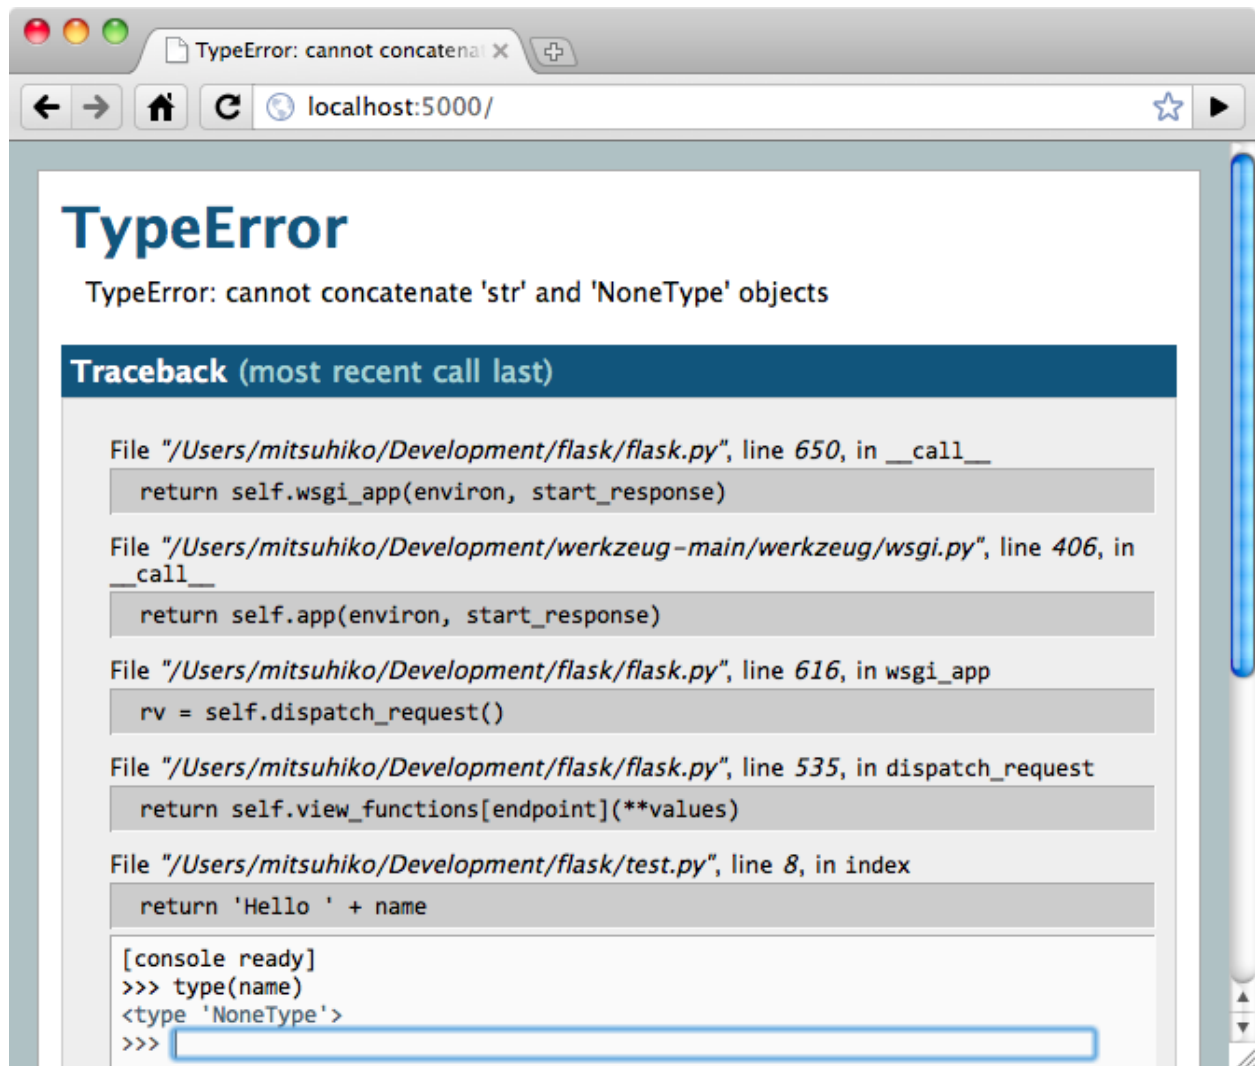 TypeError: cannot concatena
localhost:5000/
TypeError
TypeError: cannot concatenate 'str' and 'NoneType' objects
Traceback (most recent call last)
File "/Users/mitsuhiko/Development/flask/flask.py", line 650, in __call__
return self.wsgi_app(environ, start_response)
File "/Users/mitsuhiko/Development/werkzeug-main/werkzeug/wsgi.py", line 406, in
__call__
return self.app(environ, start_response)
File "/Users/mitsuhiko/Development/flask/flask.py", line 616, in wsgi_app
rv = self.dispatch_request()
File "/Users/mitsuhiko/Development/flask/flask.py", line 535, in dispatch_request
return self.view_functions[endpoint](**values)
File "/Users/mitsuhiko/Development/flask/test.py", line 8, in index
return 'Hello ' + name
[console ready]
>>> type(name)
<type 'NoneType'>
>>>